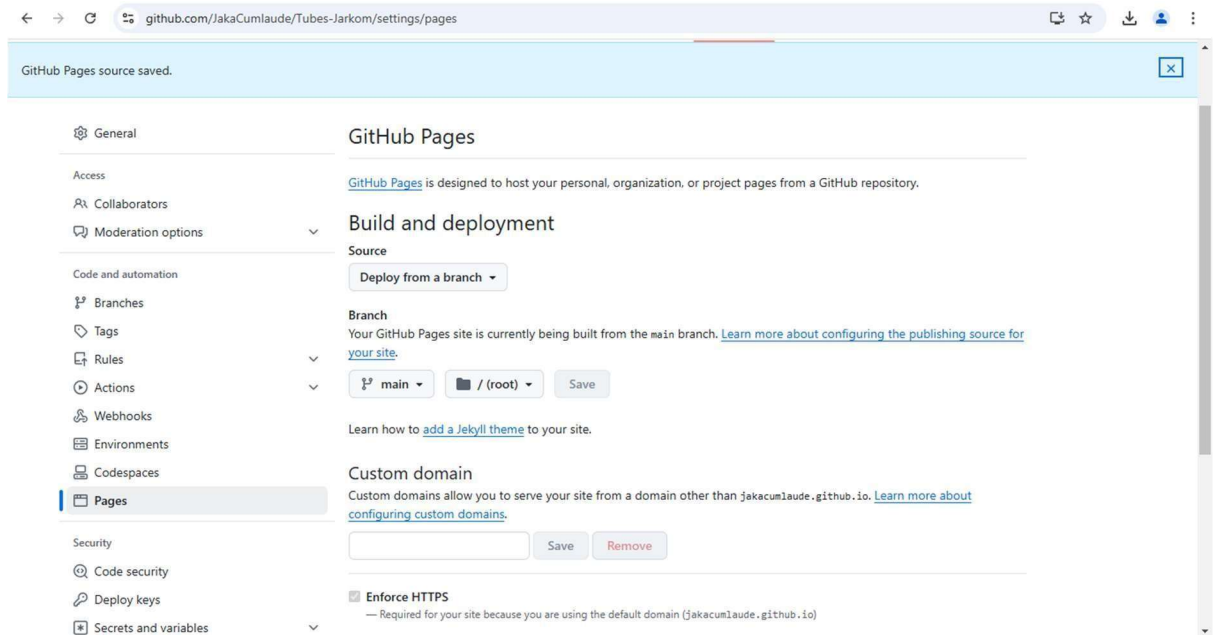 github.com/JakaCumlaude/Tubes-Jarkom/settings/pages
GitHub Pages source saved.
General
Access
Collaborators
Moderation options
Code and automation
Branches
Tags
Rules
Actions
Webhooks
Environments
Codespaces
Pages
Security
Code security
Deploy keys
Secrets and variables
GitHub Pages
GitHub Pages is designed to host your personal, organization, or project pages from a GitHub repository.
Build and deployment
Source
Deploy from a branch
Branch
Your GitHub Pages site is currently being built from the main branch. Learn more about configuring the publishing source for
your site.
main / (root) Save
Learn how to add a Jekyll theme to your site.
Custom domain
Custom domains allow you to serve your site from a domain other than jakacumlaude.github.io. Learn more about
configuring custom domains.
Save Remove
Enforce HTTPS
— Required for your site because you are using the default domain (jakacumlaude.github.io)